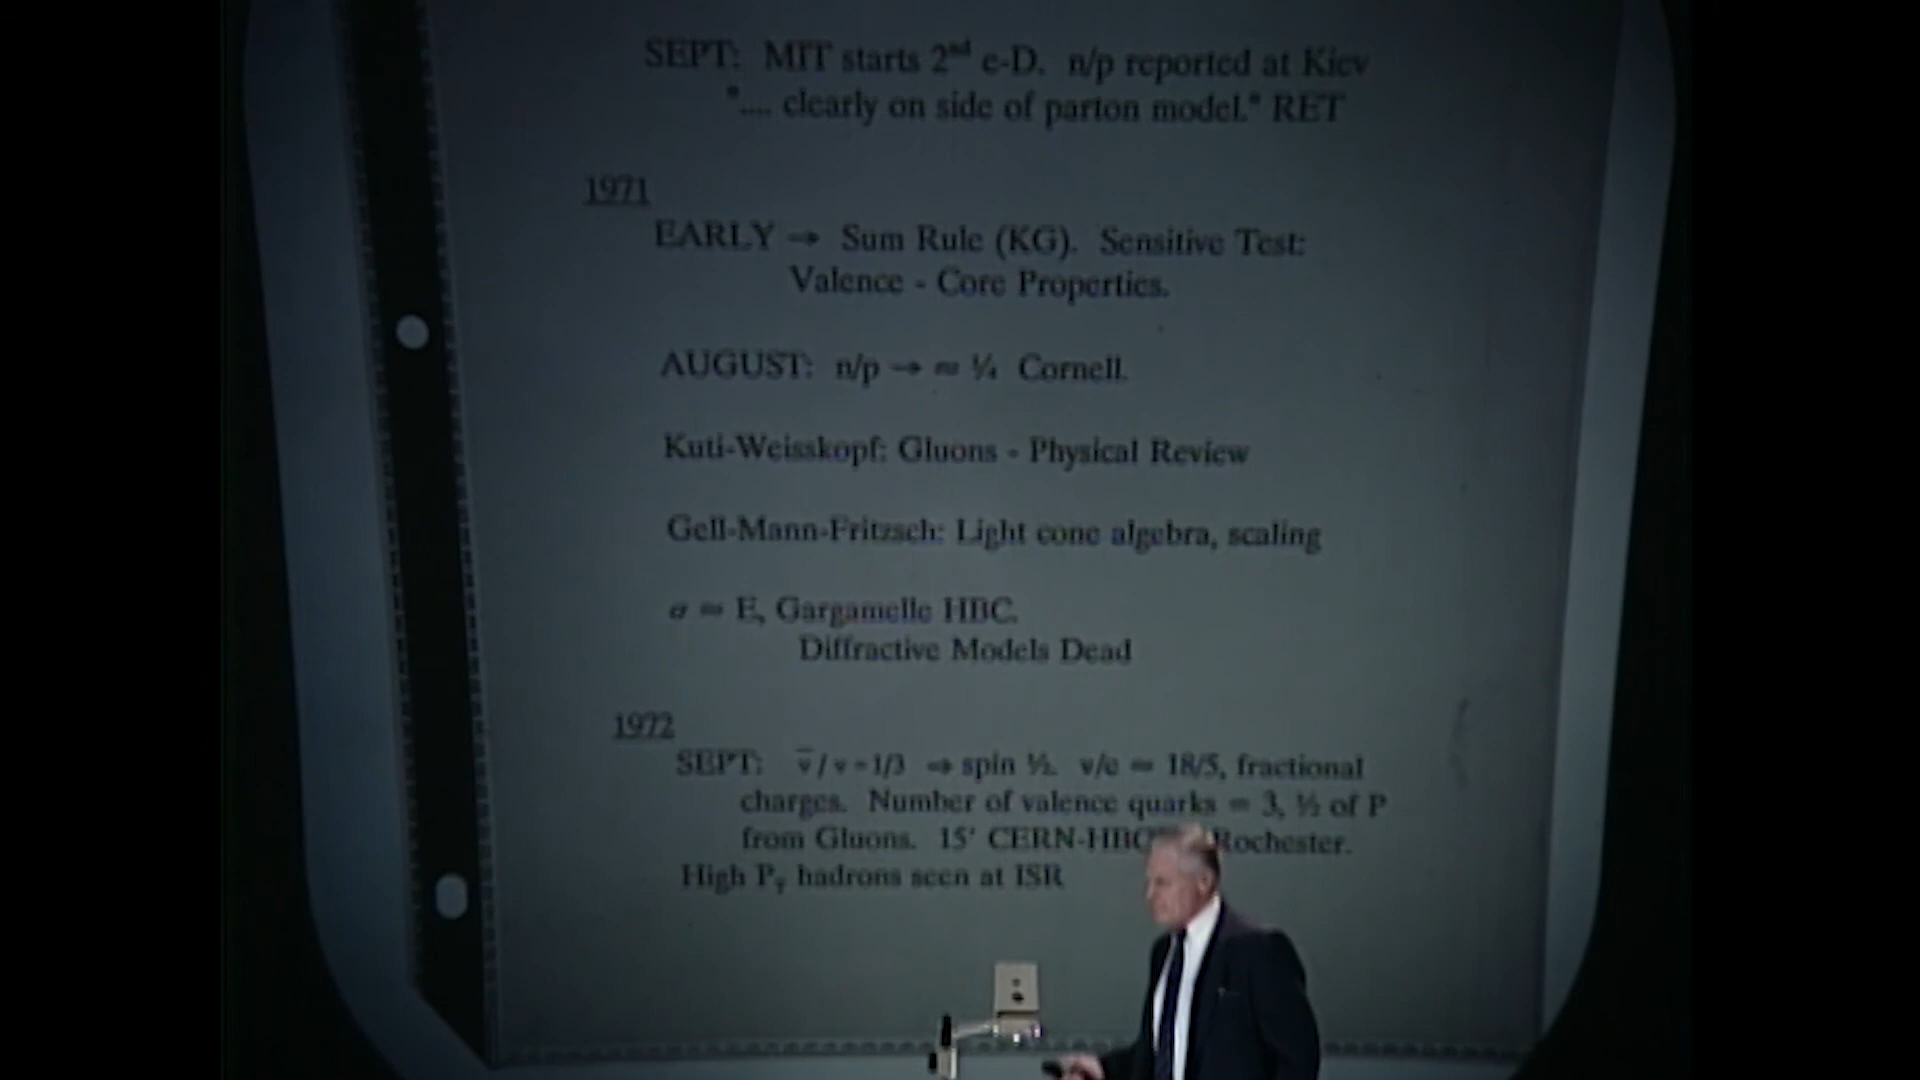 SEPT: MIT starts 2nd e-D. n/p reported at Kiev
".... clearly on side of parton model." RET
1971
EARLY → Sum Rule (KG). Sensitive Test:
Valence - Core Properties.
AUGUST: n/p → ≈ ¼ Cornell.
Kuti-Weisskopf: Gluons - Physical Review
Gell-Mann-Fritzsch: Light cone algebra, scaling
σ ≈ E, Gargamelle HBC.
Diffractive Models Dead
1972
SEPT: ν̄ / ν = 1/3 ⇒ spin ½. ν/e ≈ 18/5, fractional
charges. Number of valence quarks = 3, ½ of P
from Gluons. 15' CERN-HBC Rochester.
High PT hadrons seen at ISR